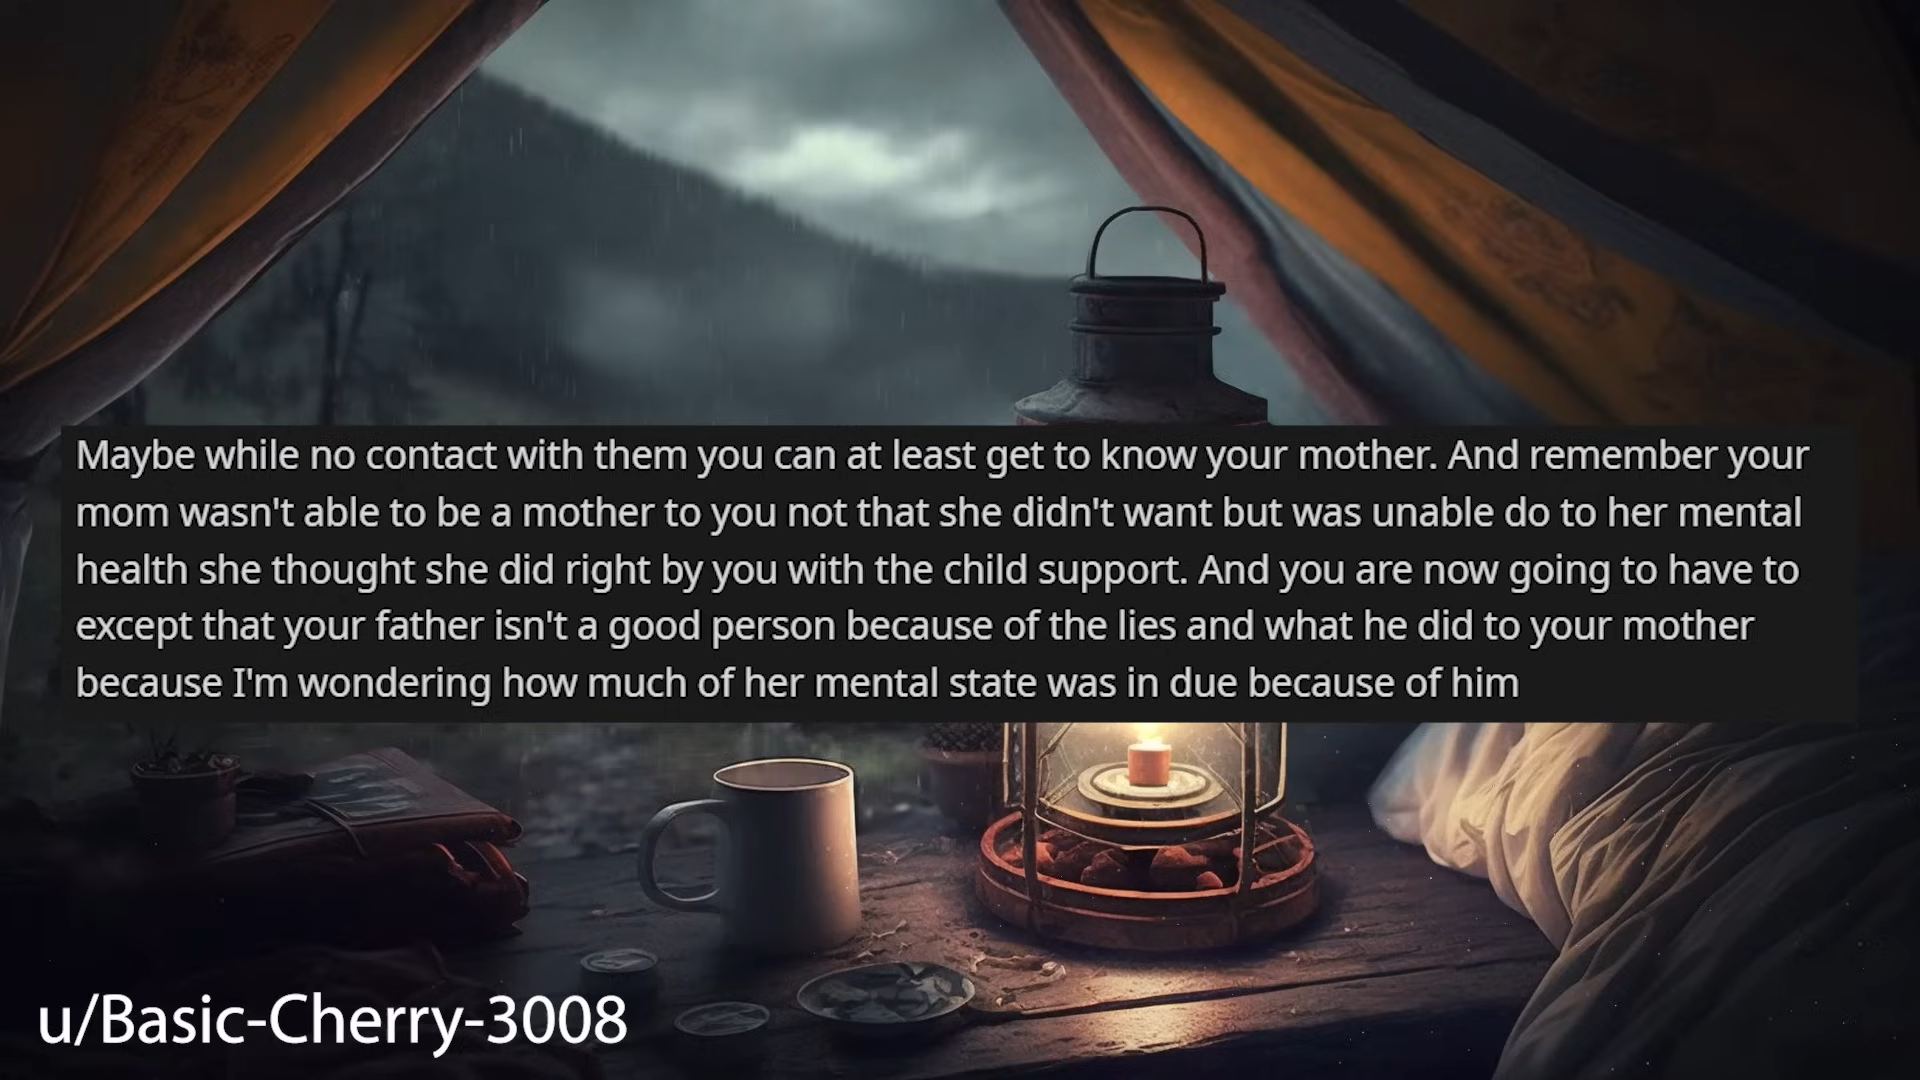 Maybe while no contact with them you can at least get to know your mother. And remember your
mom wasn't able to be a mother to you not that she didn't want but was unable do to her mental
health she thought she did right by you with the child support. And you are now going to have to
except that your father isn't a good person because of the lies and what he did to your mother
because I'm wondering how much of her mental state was in due because of him
u/Basic-Cherry-3008